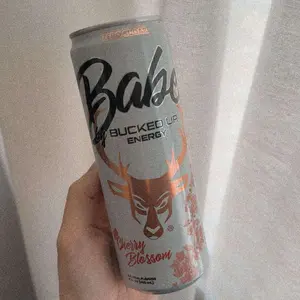 Babe
BUCKED UP
ENERGY
®
Cherry
Blossom